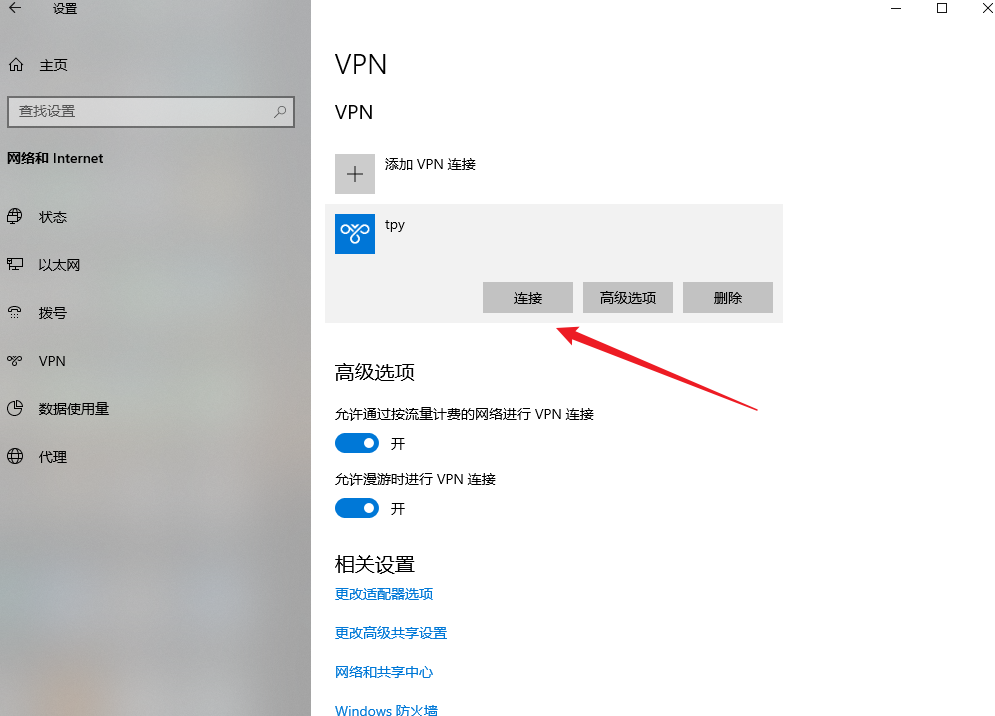 设置
主页
查找设置
网络和 Internet
状态
以太网
拨号
VPN
数据使用量
代理
VPN
VPN
添加 VPN 连接
tpy
连接 高级选项 删除
高级选项
允许通过按流量计费的网络进行 VPN 连接
开
允许漫游时进行 VPN 连接
开
相关设置
更改适配器选项
更改高级共享设置
网络和共享中心
Windows 防火墙